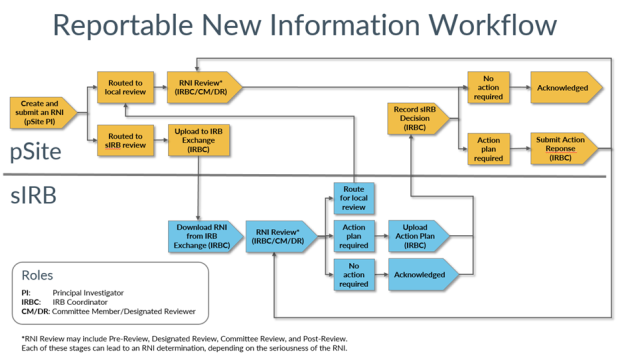 Reportable New Information Workflow
Create and
submit an RNI
(pSite PI)
Routed to
local review
RNI Review*
(IRBC/CM/DR)
No
action
required
Acknowledged
Record sIRB
Decision
(IRBC)
Routed to
sIRB review
Upload to IRB
Exchange
(IRBC)
Action
plan
required
Submit Action
Reponse
(IRBC)
pSite
sIRB
Route
for local
review
Download RNI
from IRB
Exchange (IRBC)
RNI Review*
(IRBC/CM/DR)
Action
plan
required
Upload
Action Plan
(IRBC)
No
action
required
Acknowledged
Roles
PI: Principal Investigator
IRBC: IRB Coordinator
CM/DR: Committee Member/Designated Reviewer
*RNI Review may include Pre-Review, Designated Review, Committee Review, and Post-Review.
Each of these stages can lead to an RNI determination, depending on the seriousness of the RNI.